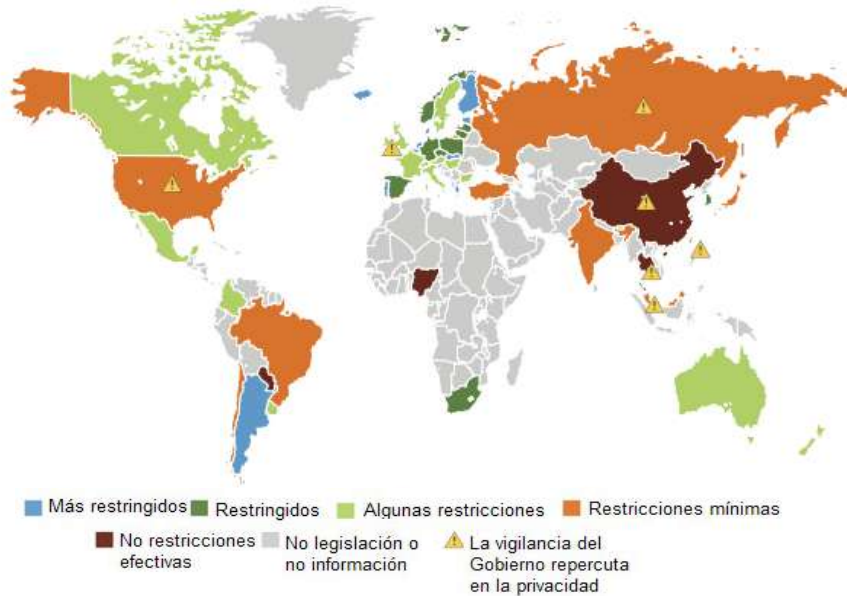 Más restringidos
Restringidos
Algunas restricciones
Restricciones mínimas
No restricciones
efectivas
No legislación o
no información
La vigilancia del
Gobierno repercuta
en la privacidad